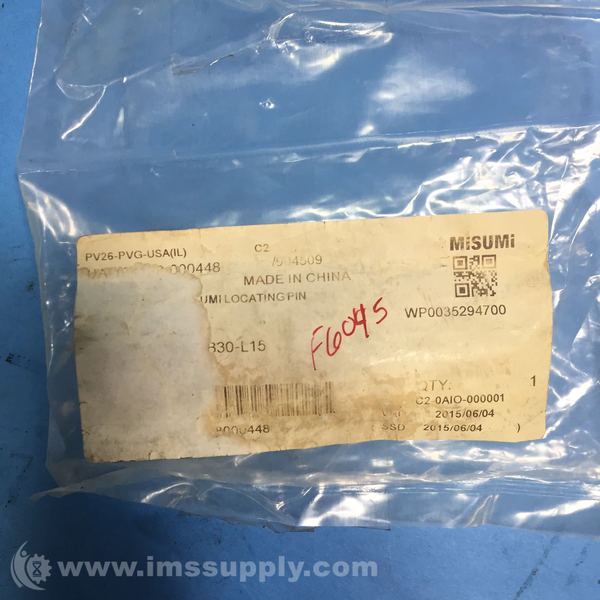 PV26-PVG-USA(IL) C2 MiSUMi
000448 /904509
MADE IN CHINA
UMI LOCATING PIN
WP0035294700
B30-L15 F6045
QTY: 1
C2-0AIO-000001
2015/06/04
000448 SSD 2015/06/04 )
www.imssupply.com